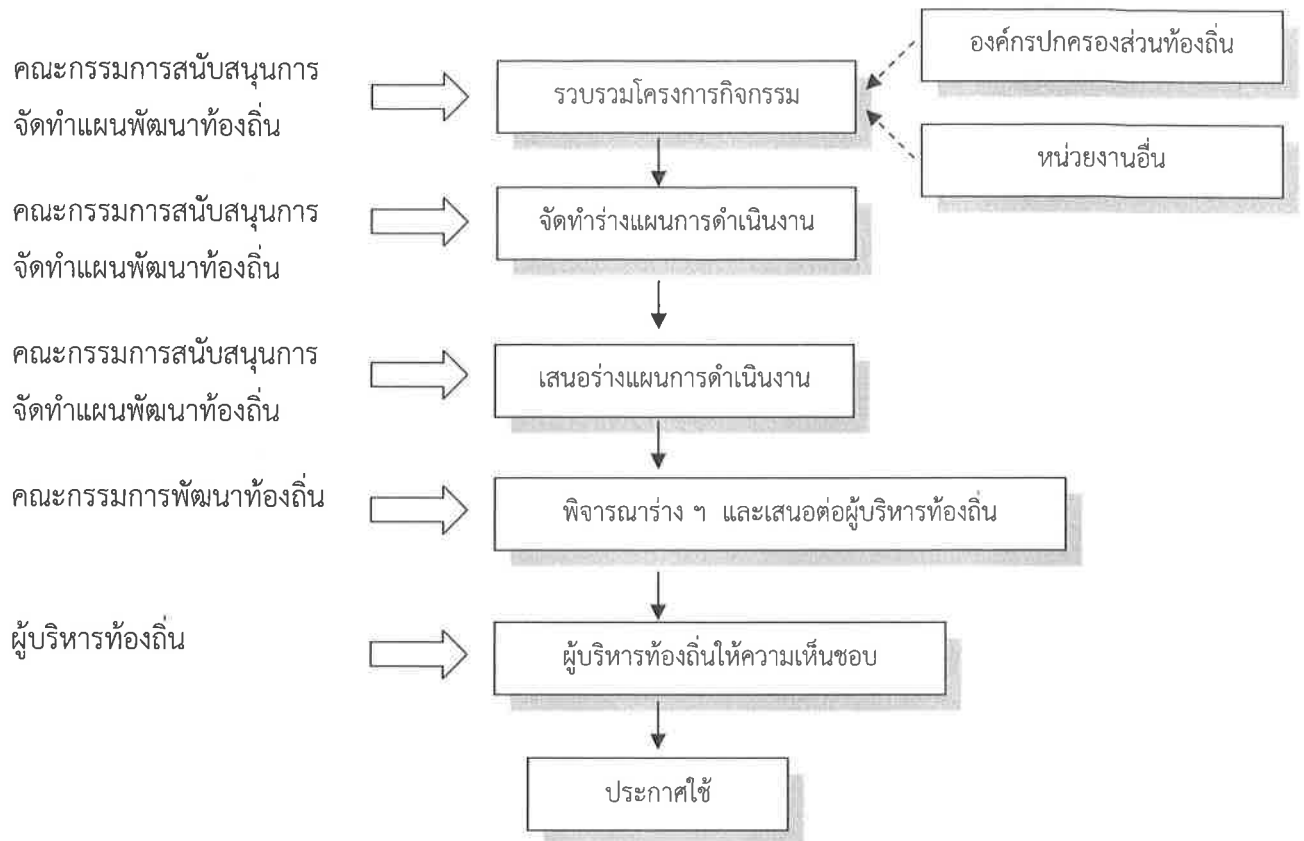 องค์กรปกครองส่วนท้องถิ่น
คณะกรรมการสนับสนุนการ
จัดทำแผนพัฒนาท้องถิ่น
รวบรวมโครงการกิจกรรม
หน่วยงานอื่น
คณะกรรมการสนับสนุนการ
จัดทำแผนพัฒนาท้องถิ่น
จัดทำร่างแผนการดำเนินงาน
คณะกรรมการสนับสนุนการ
จัดทำแผนพัฒนาท้องถิ่น
เสนอร่างแผนการดำเนินงาน
คณะกรรมการพัฒนาท้องถิ่น
พิจารณาร่าง ฯ และเสนอต่อผู้บริหารท้องถิ่น
ผู้บริหารท้องถิ่น
ผู้บริหารท้องถิ่นให้ความเห็นชอบ
ประกาศใช้